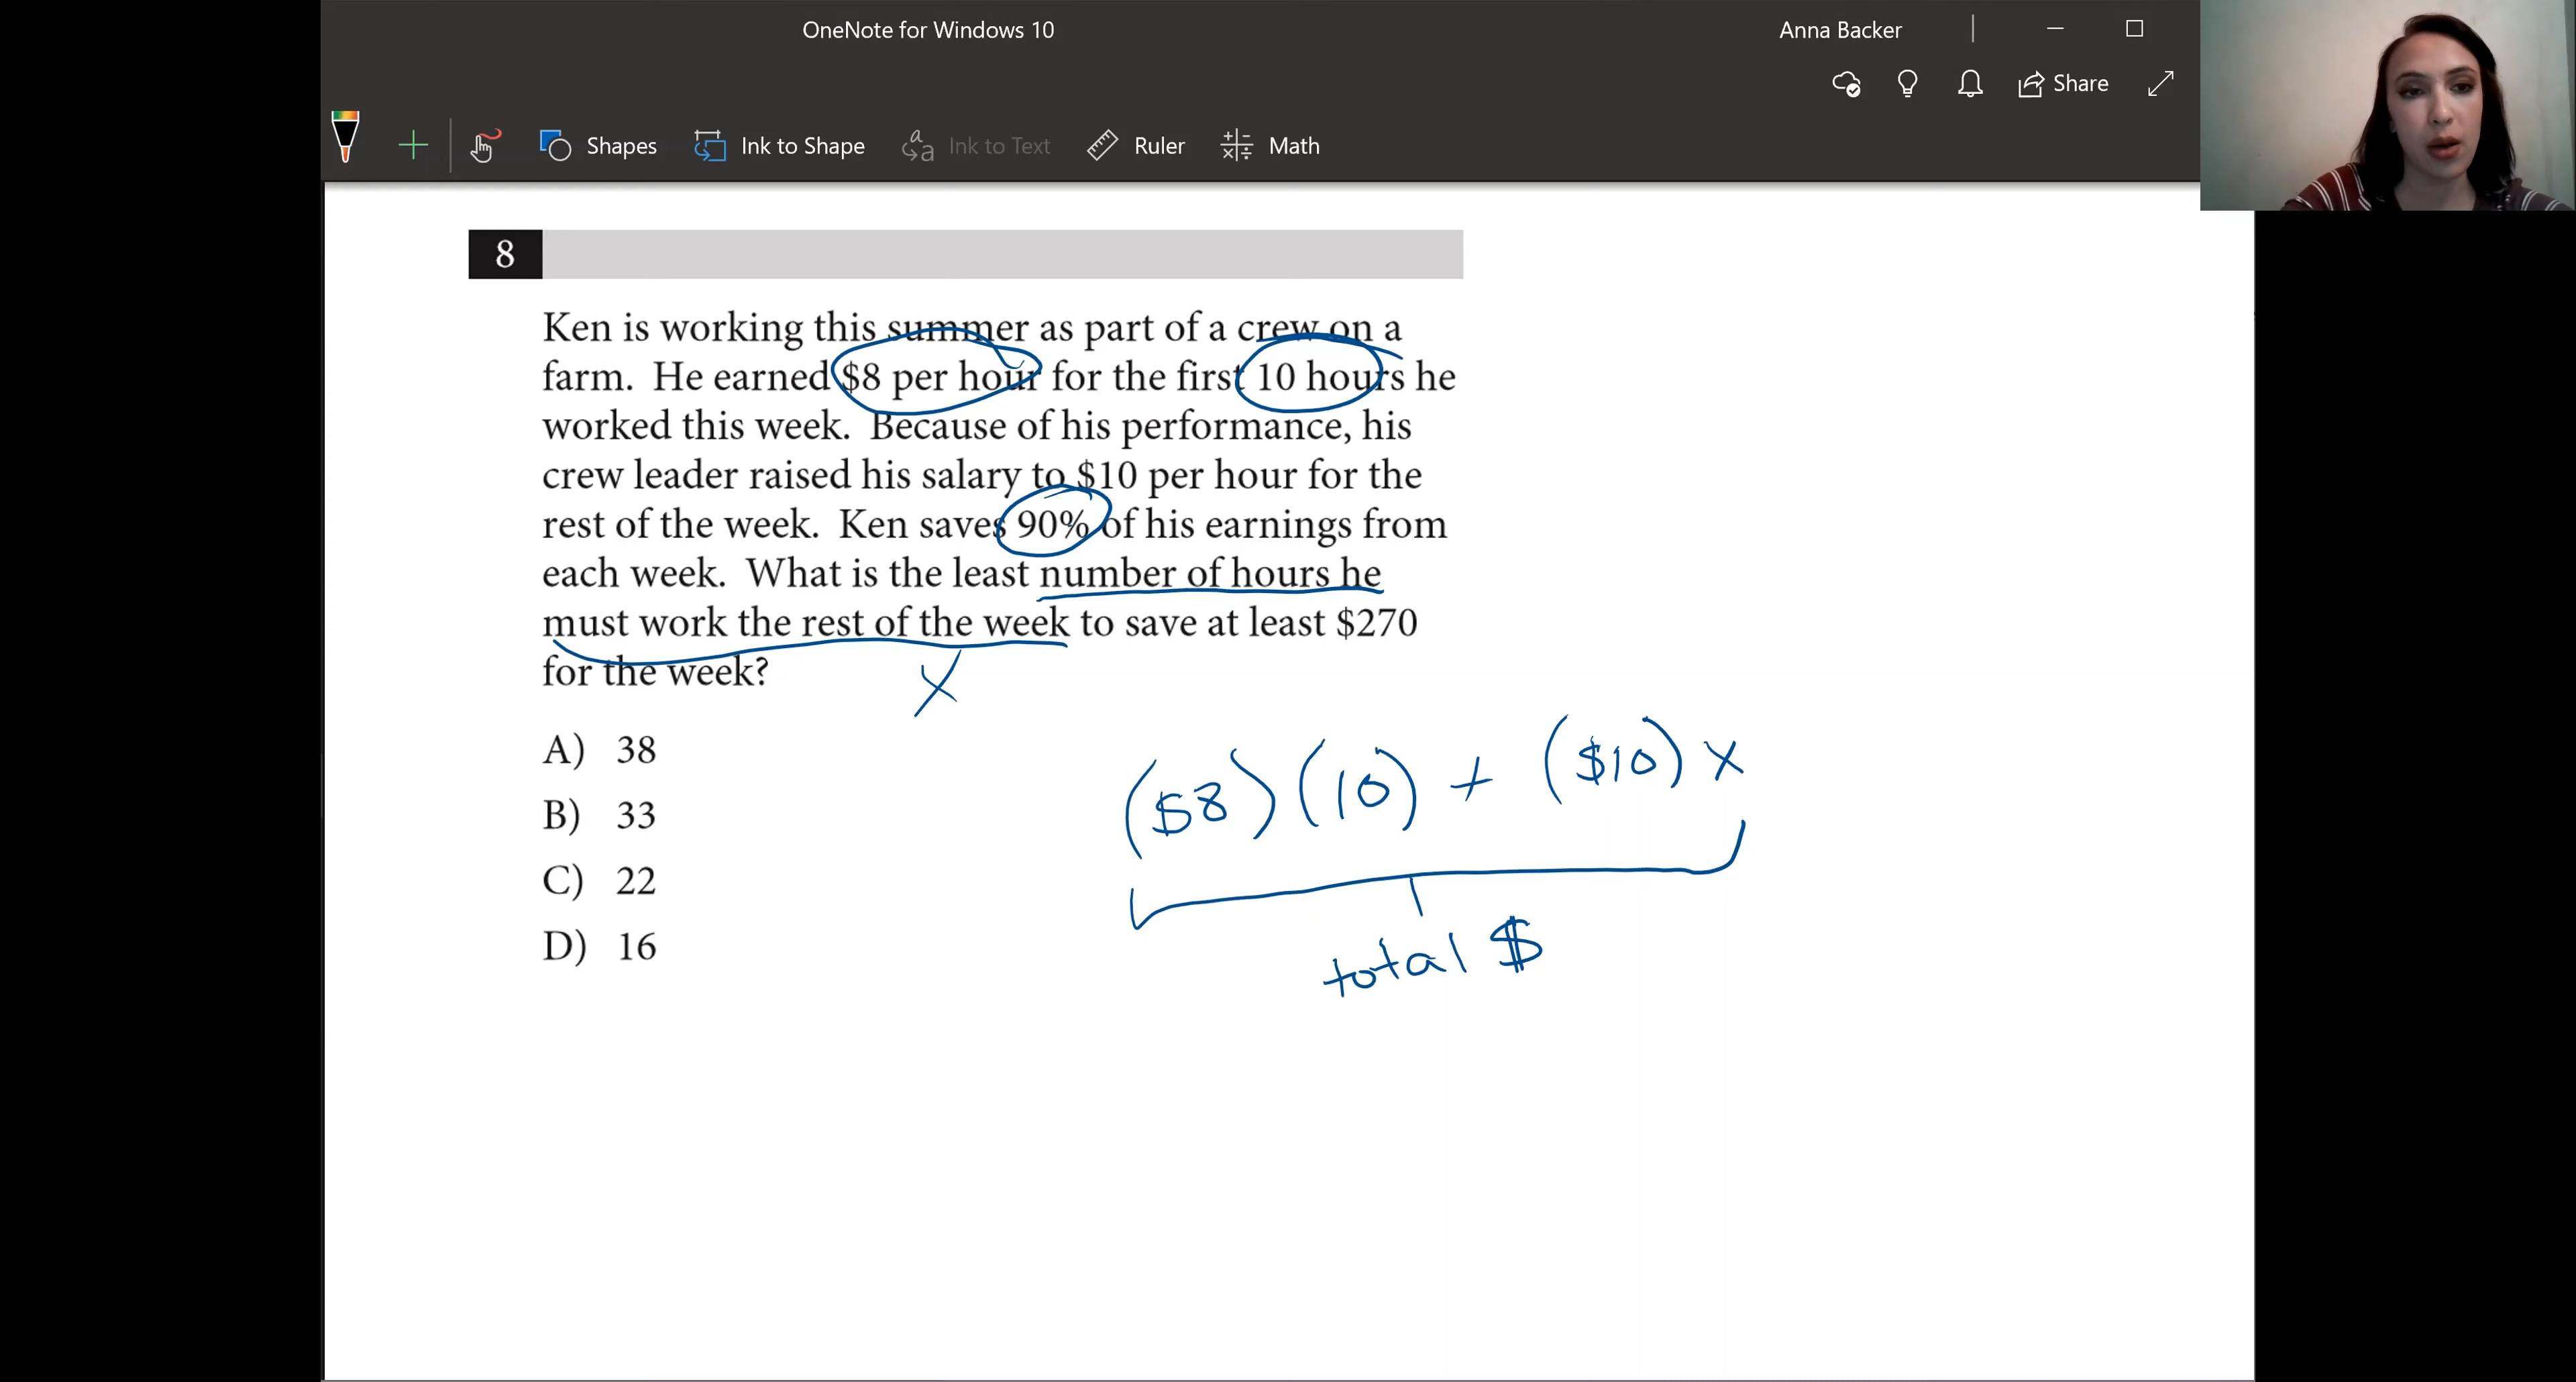 OneNote for Windows 10
Anna Backer
Share
Shapes
Ink to Shape
Ink to Text
Ruler
Math
8
Ken is working this summer as part of a crew on a
farm. He earned $8 per hour for the first 10 hours he
worked this week. Because of his performance, his
crew leader raised his salary to $10 per hour for the
rest of the week. Ken saves 90% of his earnings from
each week. What is the least number of hours he
must work the rest of the week to save at least $270
for the week?
x
A) 38
B) 33
C) 22
D) 16
($8)(10) + ($10) x
total $